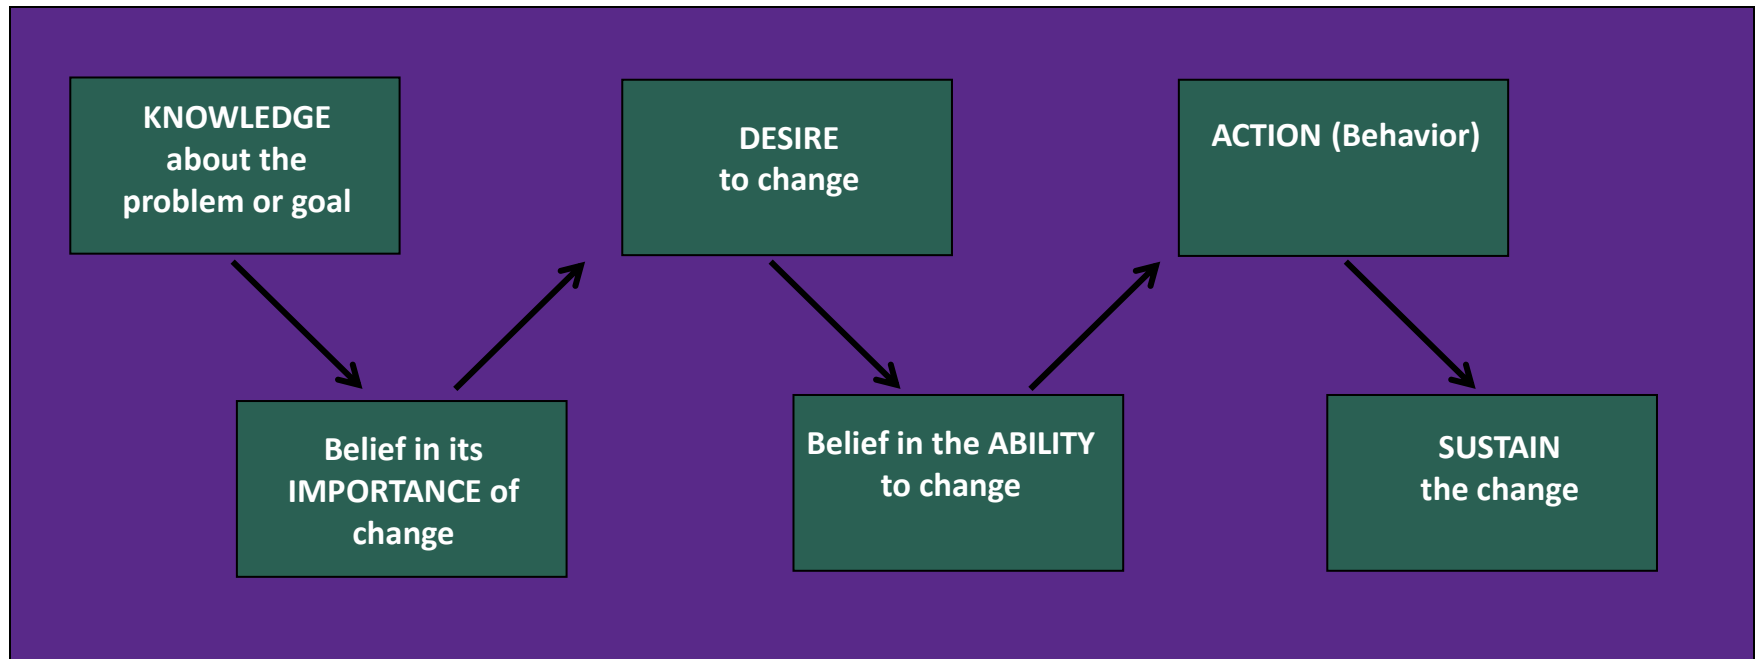 KNOWLEDGE
about the
problem or goal
Belief in its
IMPORTANCE of
change
DESIRE
to change
Belief in the ABILITY
to change
ACTION (Behavior)
SUSTAIN
the change